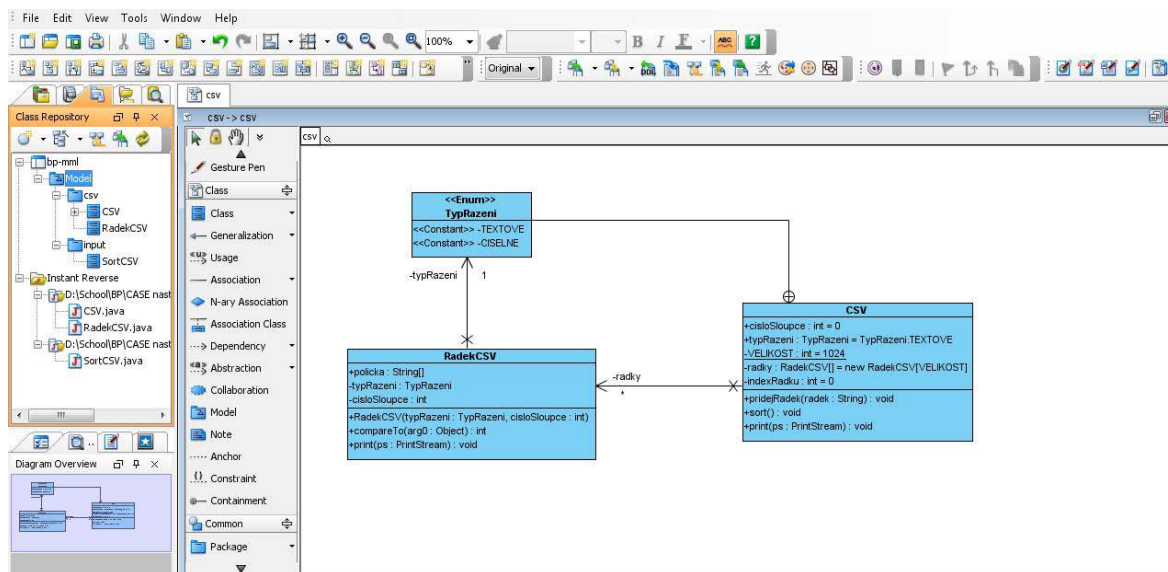 File Edit View Tools Window Help
100%
B I F
ABC
Original
DDL
csv
Class Repository
csv -> csv
csv
bp-mml
Model
csv
CSV
RadekCSV
input
SortCSV
Instant Reverse
D:\School\BP\CASE nast
CSV.java
RadekCSV.java
D:\School\BP\CASE nast
SortCSV.java
Diagram Overview
Gesture Pen
Class
Class
Generalization
Usage
Association
N-ary Association
Association Class
Dependency
Abstraction
Collaboration
Model
Note
Anchor
Constraint
Containment
Common
Package
<<Enum>>
TypRazeni
<<Constant>> -TEXTOVE
<<Constant>> -CISELNE
-typRazeni 1
RadekCSV
+policka : String[]
-typRazeni : TypRazeni
-cisloSloupce : int
+RadekCSV(typRazeni : TypRazeni, cisloSloupce : int)
+compareTo(arg0 : Object) : int
+print(ps : PrintStream) : void
-radky
*
CSV
+cisloSloupce : int = 0
+typRazeni : TypRazeni = TypRazeni.TEXTOVE
-VELIKOST : int = 1024
-radky : RadekCSV[] = new RadekCSV[VELIKOST]
-indexRadku : int = 0
+pridejRadek(radek : String) : void
+sort() : void
+print(ps : PrintStream) : void